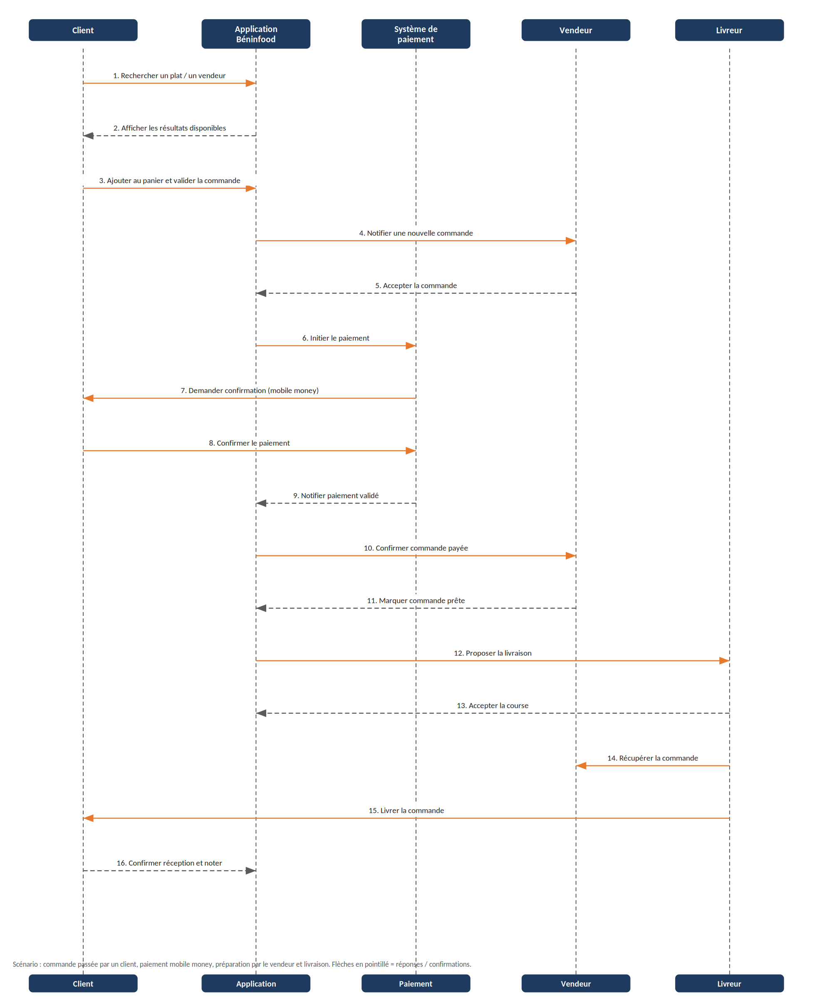 Client
Application
Béninfood
Système de
paiement
Vendeur
Livreur
1. Rechercher un plat / un vendeur
2. Afficher les résultats disponibles
3. Ajouter au panier et valider la commande
4. Notifier une nouvelle commande
5. Accepter la commande
6. Initier le paiement
7. Demander confirmation (mobile money)
8. Confirmer le paiement
9. Notifier paiement validé
10. Confirmer commande payée
11. Marquer commande prête
12. Proposer la livraison
13. Accepter la course
14. Récupérer la commande
15. Livrer la commande
16. Confirmer réception et noter
Scénario : commande passée par un client, paiement mobile money, préparation par le vendeur et livraison. Flèches en pointillé = réponses / confirmations.
Client
Application
Paiement
Vendeur
Livreur